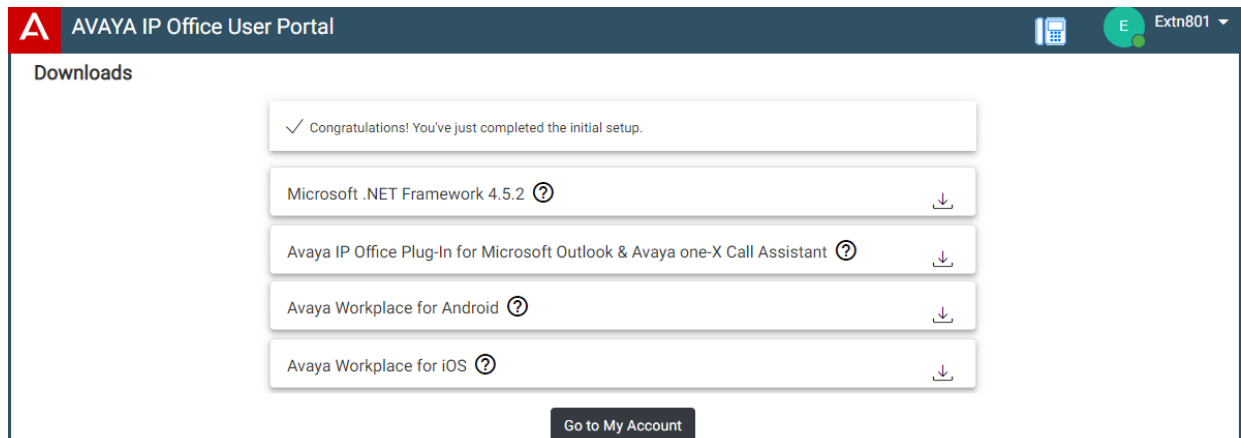 AVAYA IP Office User Portal
E
Extn801
Downloads
Congratulations! You've just completed the initial setup.
Microsoft .NET Framework 4.5.2
Avaya IP Office Plug-In for Microsoft Outlook & Avaya one-X Call Assistant
Avaya Workplace for Android
Avaya Workplace for iOS
Go to My Account